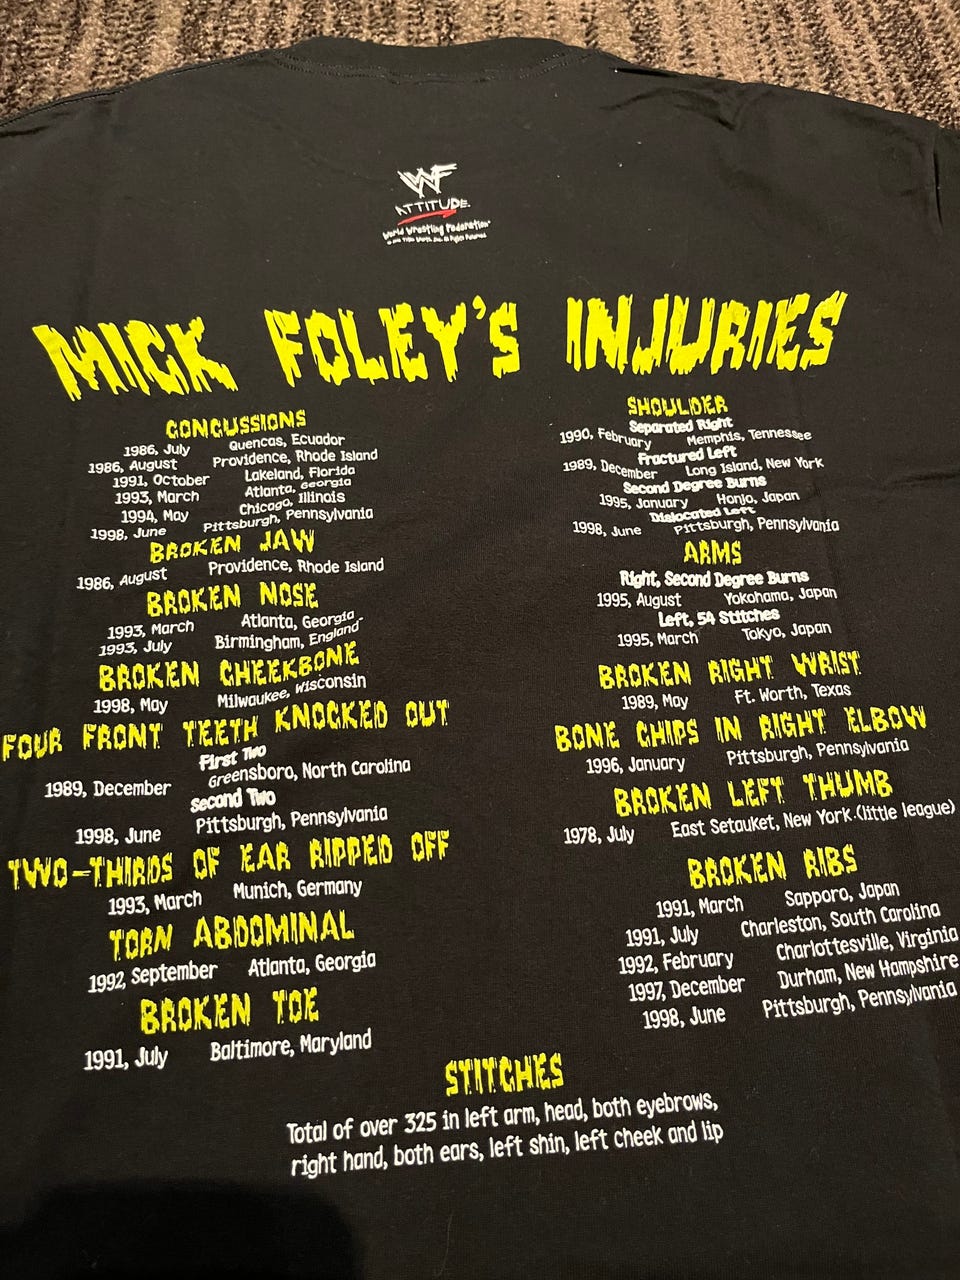 WF
ATTITUDE.
World Wrestling Federation
MICK FOLEY'S INJURIES
CONCUSSIONS
1986, July Quencas, Ecuador
1986, August Providence, Rhode Island
1991, October Lakeland, Florida
1993, March Atlanta, Georgia
1994, May Chicago, Illinois
1998, June Pittsburgh, Pennsylvania
BROKEN JAW
1986, August Providence, Rhode Island
BROKEN NOSE
1993, March Atlanta, Georgia
1993, July Birmingham, England
BROKEN CHEEKBONE
1998, May Milwaukee, Wisconsin
FOUR FRONT TEETH KNOCKED OUT
First Two
1989, December Greensboro, North Carolina
Second Two
1998, June Pittsburgh, Pennsylvania
TWO-THIRDS OF EAR RIPPED OFF
1993, March Munich, Germany
TORN ABDOMINAL
1992, September Atlanta, Georgia
BROKEN TOE
1991, July Baltimore, Maryland
SHOULDER
Separated Right
1990, February Memphis, Tennessee
Fractured Left
1989, December Long Island, New York
Second Degree Burns
1995, January Honjo, Japan
Dislocated Left
1998, June Pittsburgh, Pennsylvania
ARMS
Right, Second Degree Burns
1995, August Yokohama, Japan
Left, 54 Stitches
1995, March Tokyo, Japan
BROKEN RIGHT WRIST
1989, May Ft. Worth, Texas
BONE CHIPS IN RIGHT ELBOW
1996, January Pittsburgh, Pennsylvania
BROKEN LEFT THUMB
1978, July East Setauket, New York (little league)
BROKEN RIBS
1991, March Sapporo, Japan
1991, July Charleston, South Carolina
1992, February Charlottesville, Virginia
1997, December Durham, New Hampshire
1998, June Pittsburgh, Pennsylvania
STITCHES
Total of over 325 in left arm, head, both eyebrows,
right hand, both ears, left shin, left cheek and lip